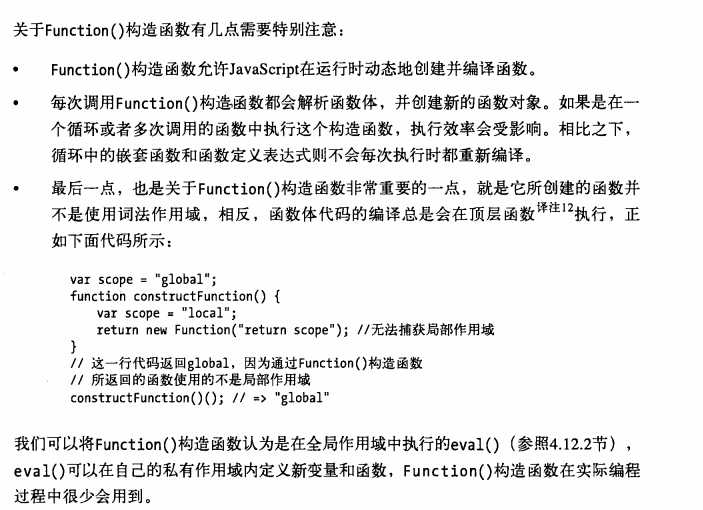 关于Function()构造函数有几点需要特别注意：
• Function()构造函数允许JavaScript在运行时动态地创建并编译函数。
• 每次调用Function()构造函数都会解析函数体，并创建新的函数对象。如果是在一
个循环或者多次调用的函数中执行这个构造函数，执行效率会受影响。相比之下，
循环中的嵌套函数和函数定义表达式则不会每次执行时都重新编译。
• 最后一点，也是关于Function()构造函数非常重要的一点，就是它所创建的函数并
不是使用词法作用域，相反，函数体代码的编译总是会在顶层函数译注12执行，正
如下面代码所示：
var scope = "global";
function constructFunction() {
    var scope = "local";
    return new Function("return scope"); //无法捕获局部作用域
}
// 这一行代码返回global，因为通过Function()构造函数
// 所返回的函数使用的不是局部作用域
constructFunction()(); // => "global"
我们可以将Function()构造函数认为是在全局作用域中执行的eval()（参照4.12.2节），
eval()可以在自己的私有作用域内定义新变量和函数，Function()构造函数在实际编程
过程中很少会用到。